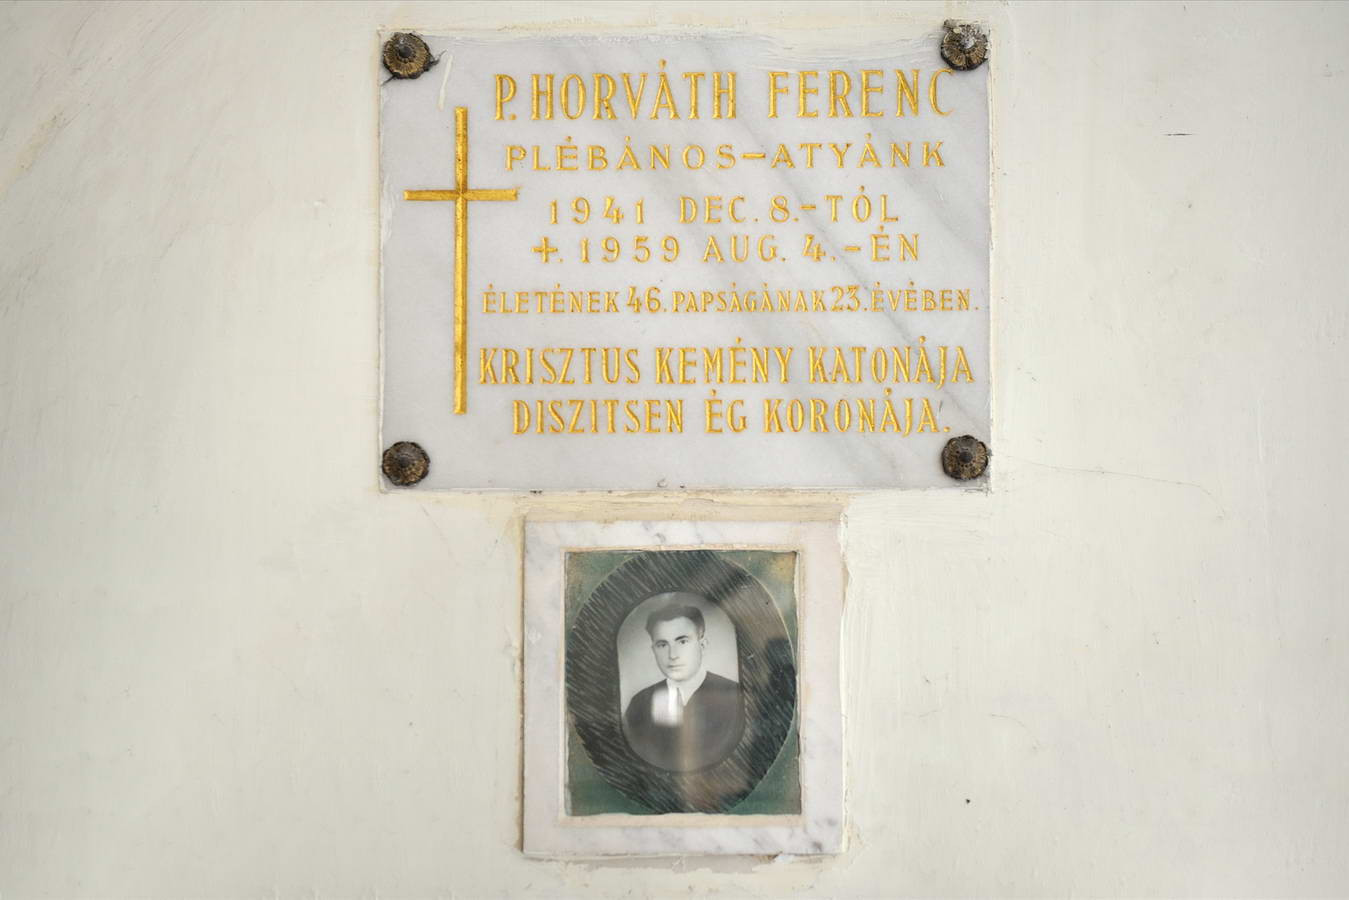 P. HORVÁTH FERENC
PLÉBÁNOS-ATYÁNK
1941 DEC. 8.-TÓL
+. 1959 AUG. 4.-ÉN
ÉLETÉNEK 46. PAPSÁGÁNAK 23. ÉVÉBEN.
KRISZTUS KEMÉNY KATONÁJA
DISZITSEN ÉG KORONÁJA.